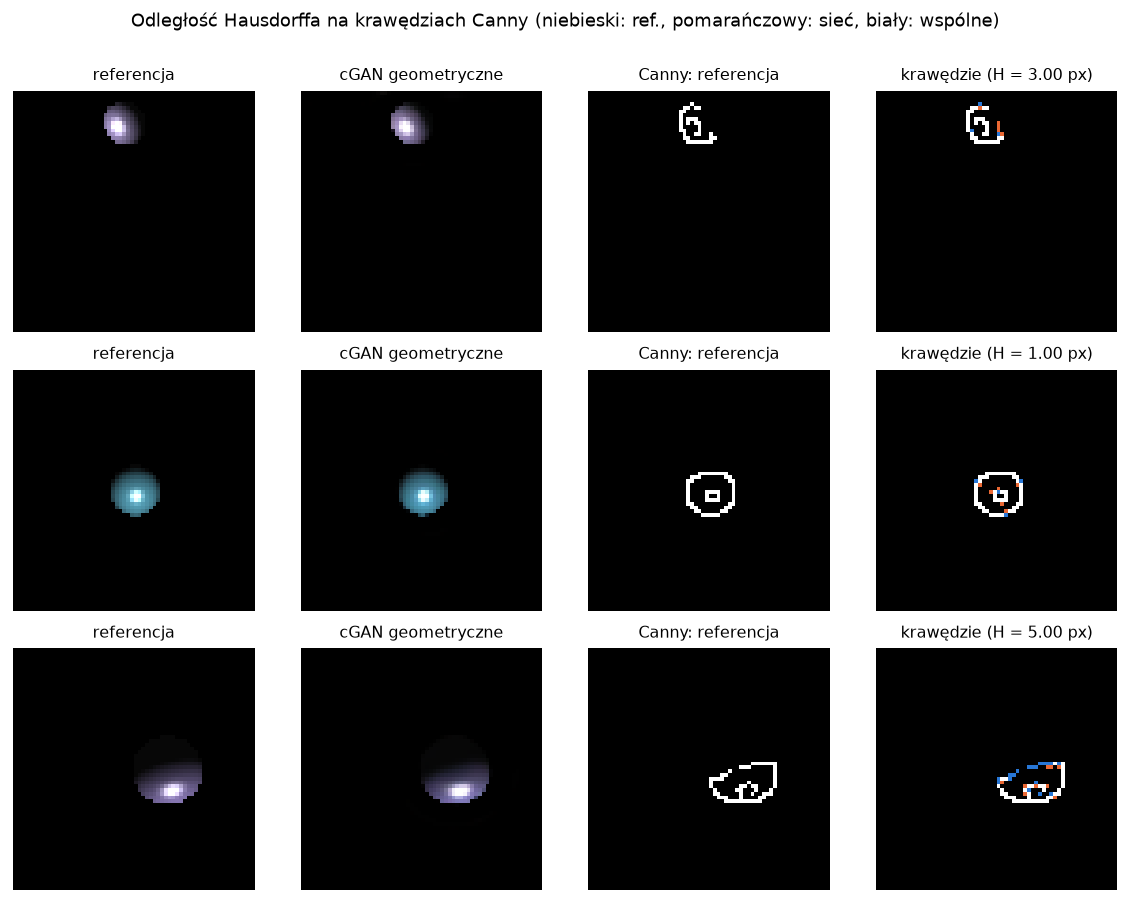 Odległość Hausdorffa na krawędziach Canny (niebieski: ref., pomarańczowy: sieć, biały: wspólne)
referencja cGAN geometryczne Canny: referencja krawędzie (H = 3.00 px)
referencja cGAN geometryczne Canny: referencja krawędzie (H = 1.00 px)
referencja cGAN geometryczne Canny: referencja krawędzie (H = 5.00 px)